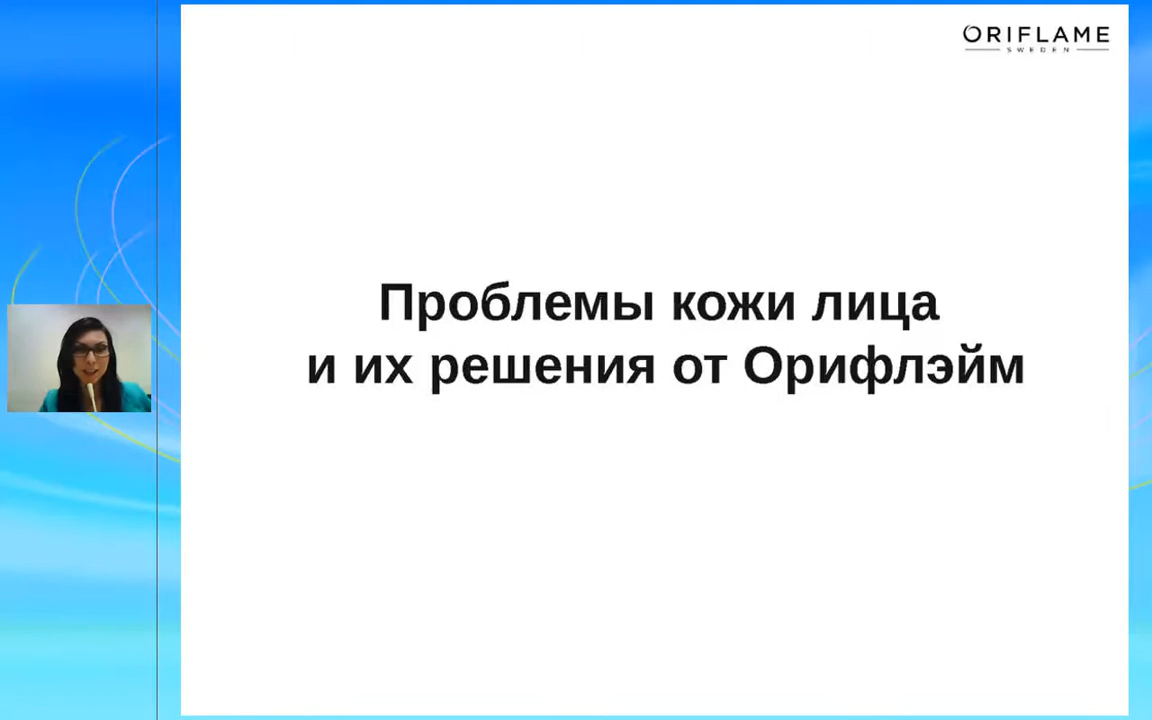 ORIFLAME
SWEDEN
Проблемы кожи лица
и их решения от Орифлэйм